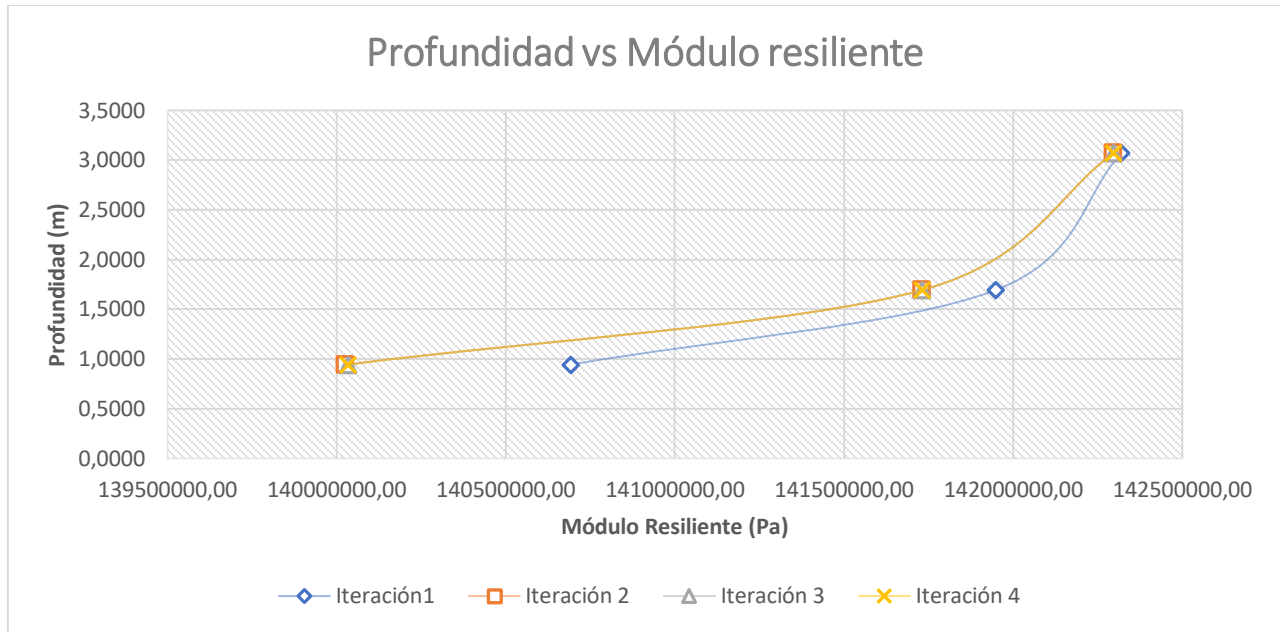 Profundidad vs Módulo resiliente
3,5000
3,0000
2,5000
2,0000
1,5000
1,0000
0,5000
0,0000
Profundidad (m)
139500000,00 140000000,00 140500000,00 141000000,00 141500000,00 142000000,00 142500000,00
Módulo Resiliente (Pa)
Iteración1 Iteración 2 Iteración 3 Iteración 4